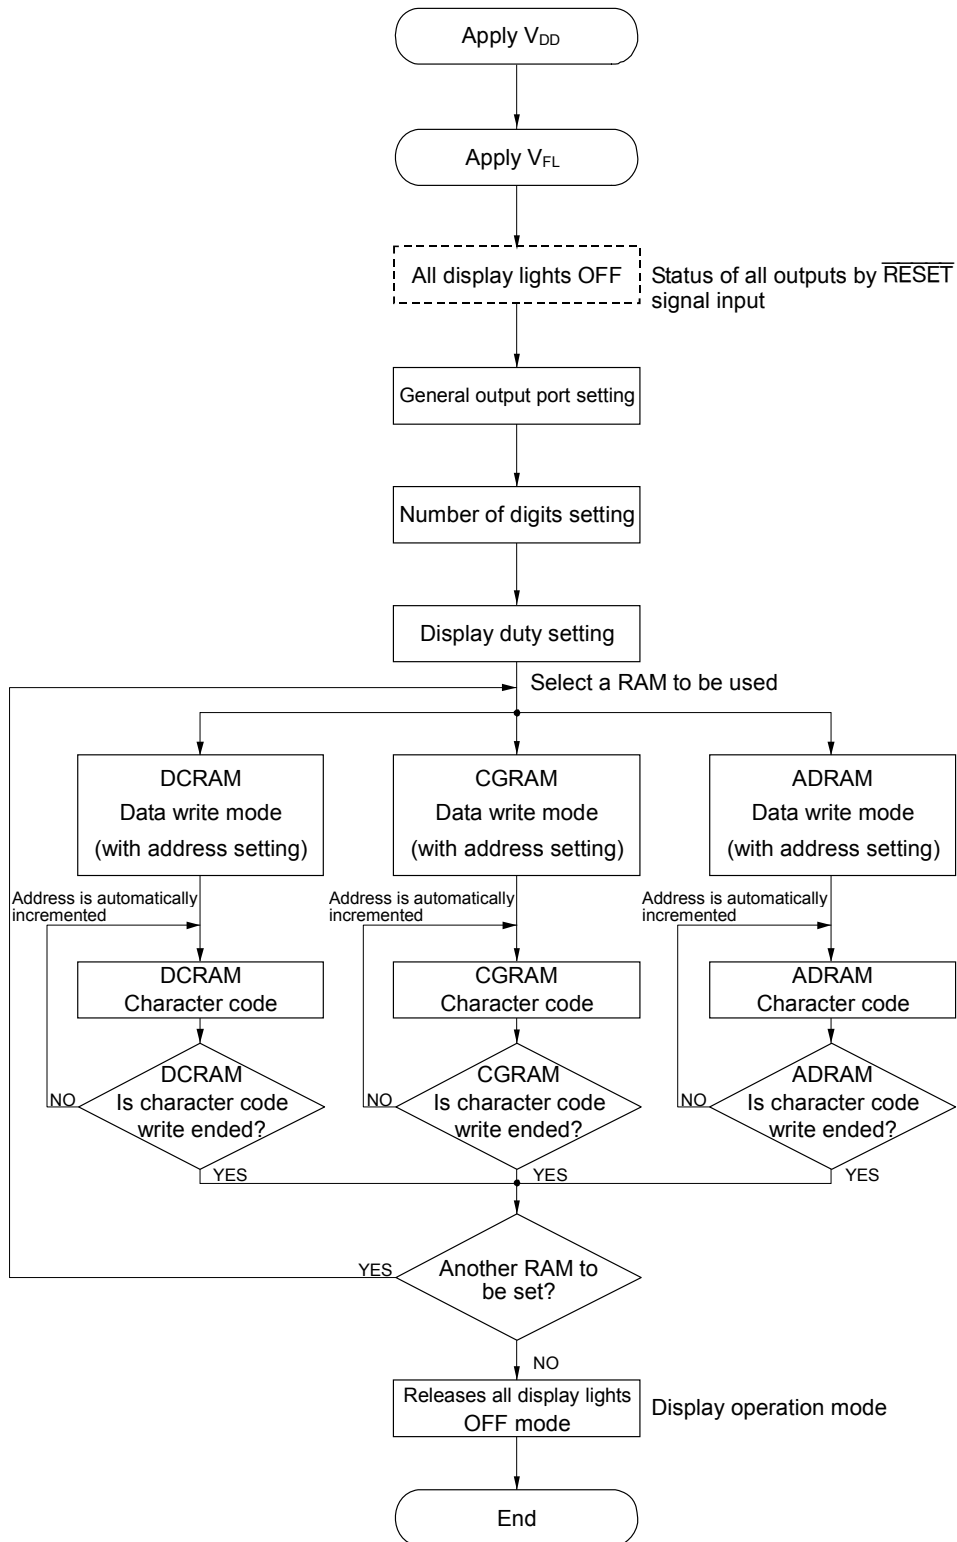 Apply VDD
Apply VFL
All display lights OFF
Status of all outputs by R̅E̅S̅E̅T̅
signal input
General output port setting
Number of digits setting
Display duty setting
Select a RAM to be used
DCRAM
Data write mode
(with address setting)
CGRAM
Data write mode
(with address setting)
ADRAM
Data write mode
(with address setting)
Address is automatically
incremented
Address is automatically
incremented
Address is automatically
incremented
DCRAM
Character code
CGRAM
Character code
ADRAM
Character code
DCRAM
Is character code
write ended?
NO
YES
CGRAM
Is character code
write ended?
NO
YES
ADRAM
Is character code
write ended?
NO
YES
Another RAM to
be set?
YES
NO
Releases all display lights
OFF mode
Display operation mode
End